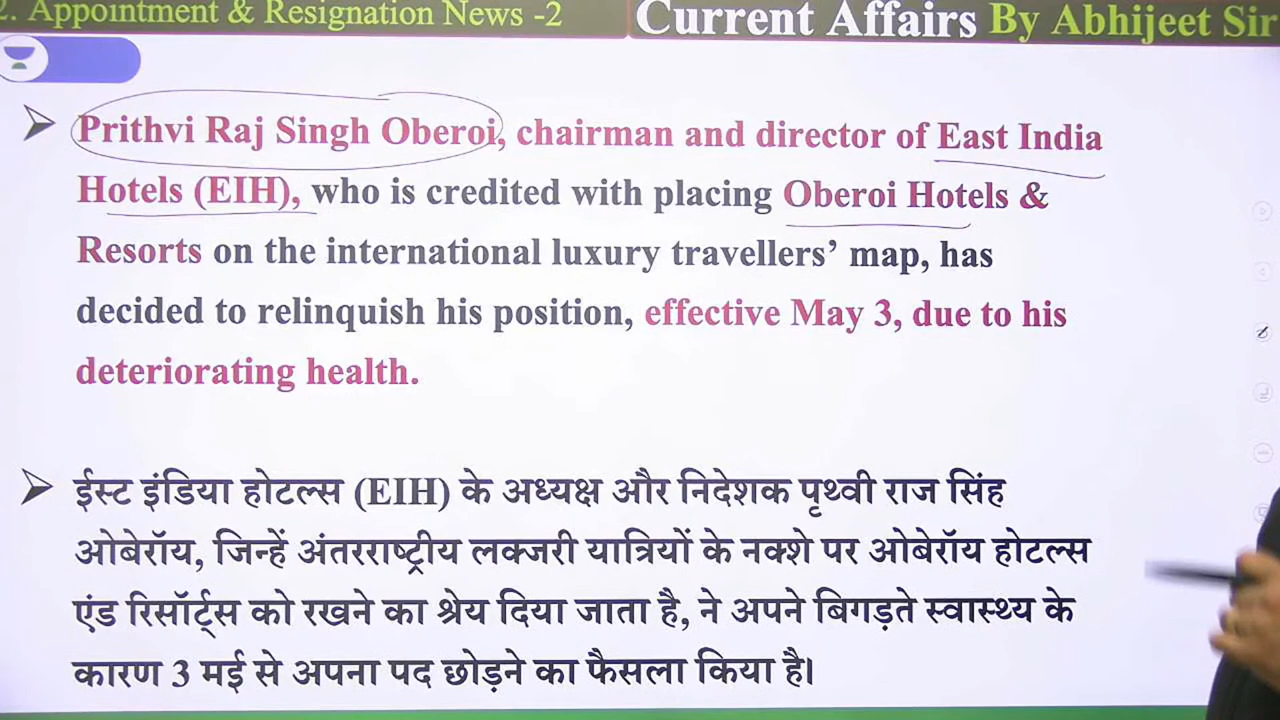 2. Appointment & Resignation News -2
Current Affairs By Abhijeet Sir
Prithvi Raj Singh Oberoi, chairman and director of East India
Hotels (EIH), who is credited with placing Oberoi Hotels &
Resorts on the international luxury travellers’ map, has
decided to relinquish his position, effective May 3, due to his
deteriorating health.
ईस्ट इंडिया होटल्स (EIH) के अध्यक्ष और निदेशक पृथ्वी राज सिंह
ओबेरॉय, जिन्हें अंतरराष्ट्रीय लक्जरी यात्रियों के नक्शे पर ओबेरॉय होटल्स
एंड रिसॉर्ट्स को रखने का श्रेय दिया जाता है, ने अपने बिगड़ते स्वास्थ्य के
कारण 3 मई से अपना पद छोड़ने का फैसला किया है।